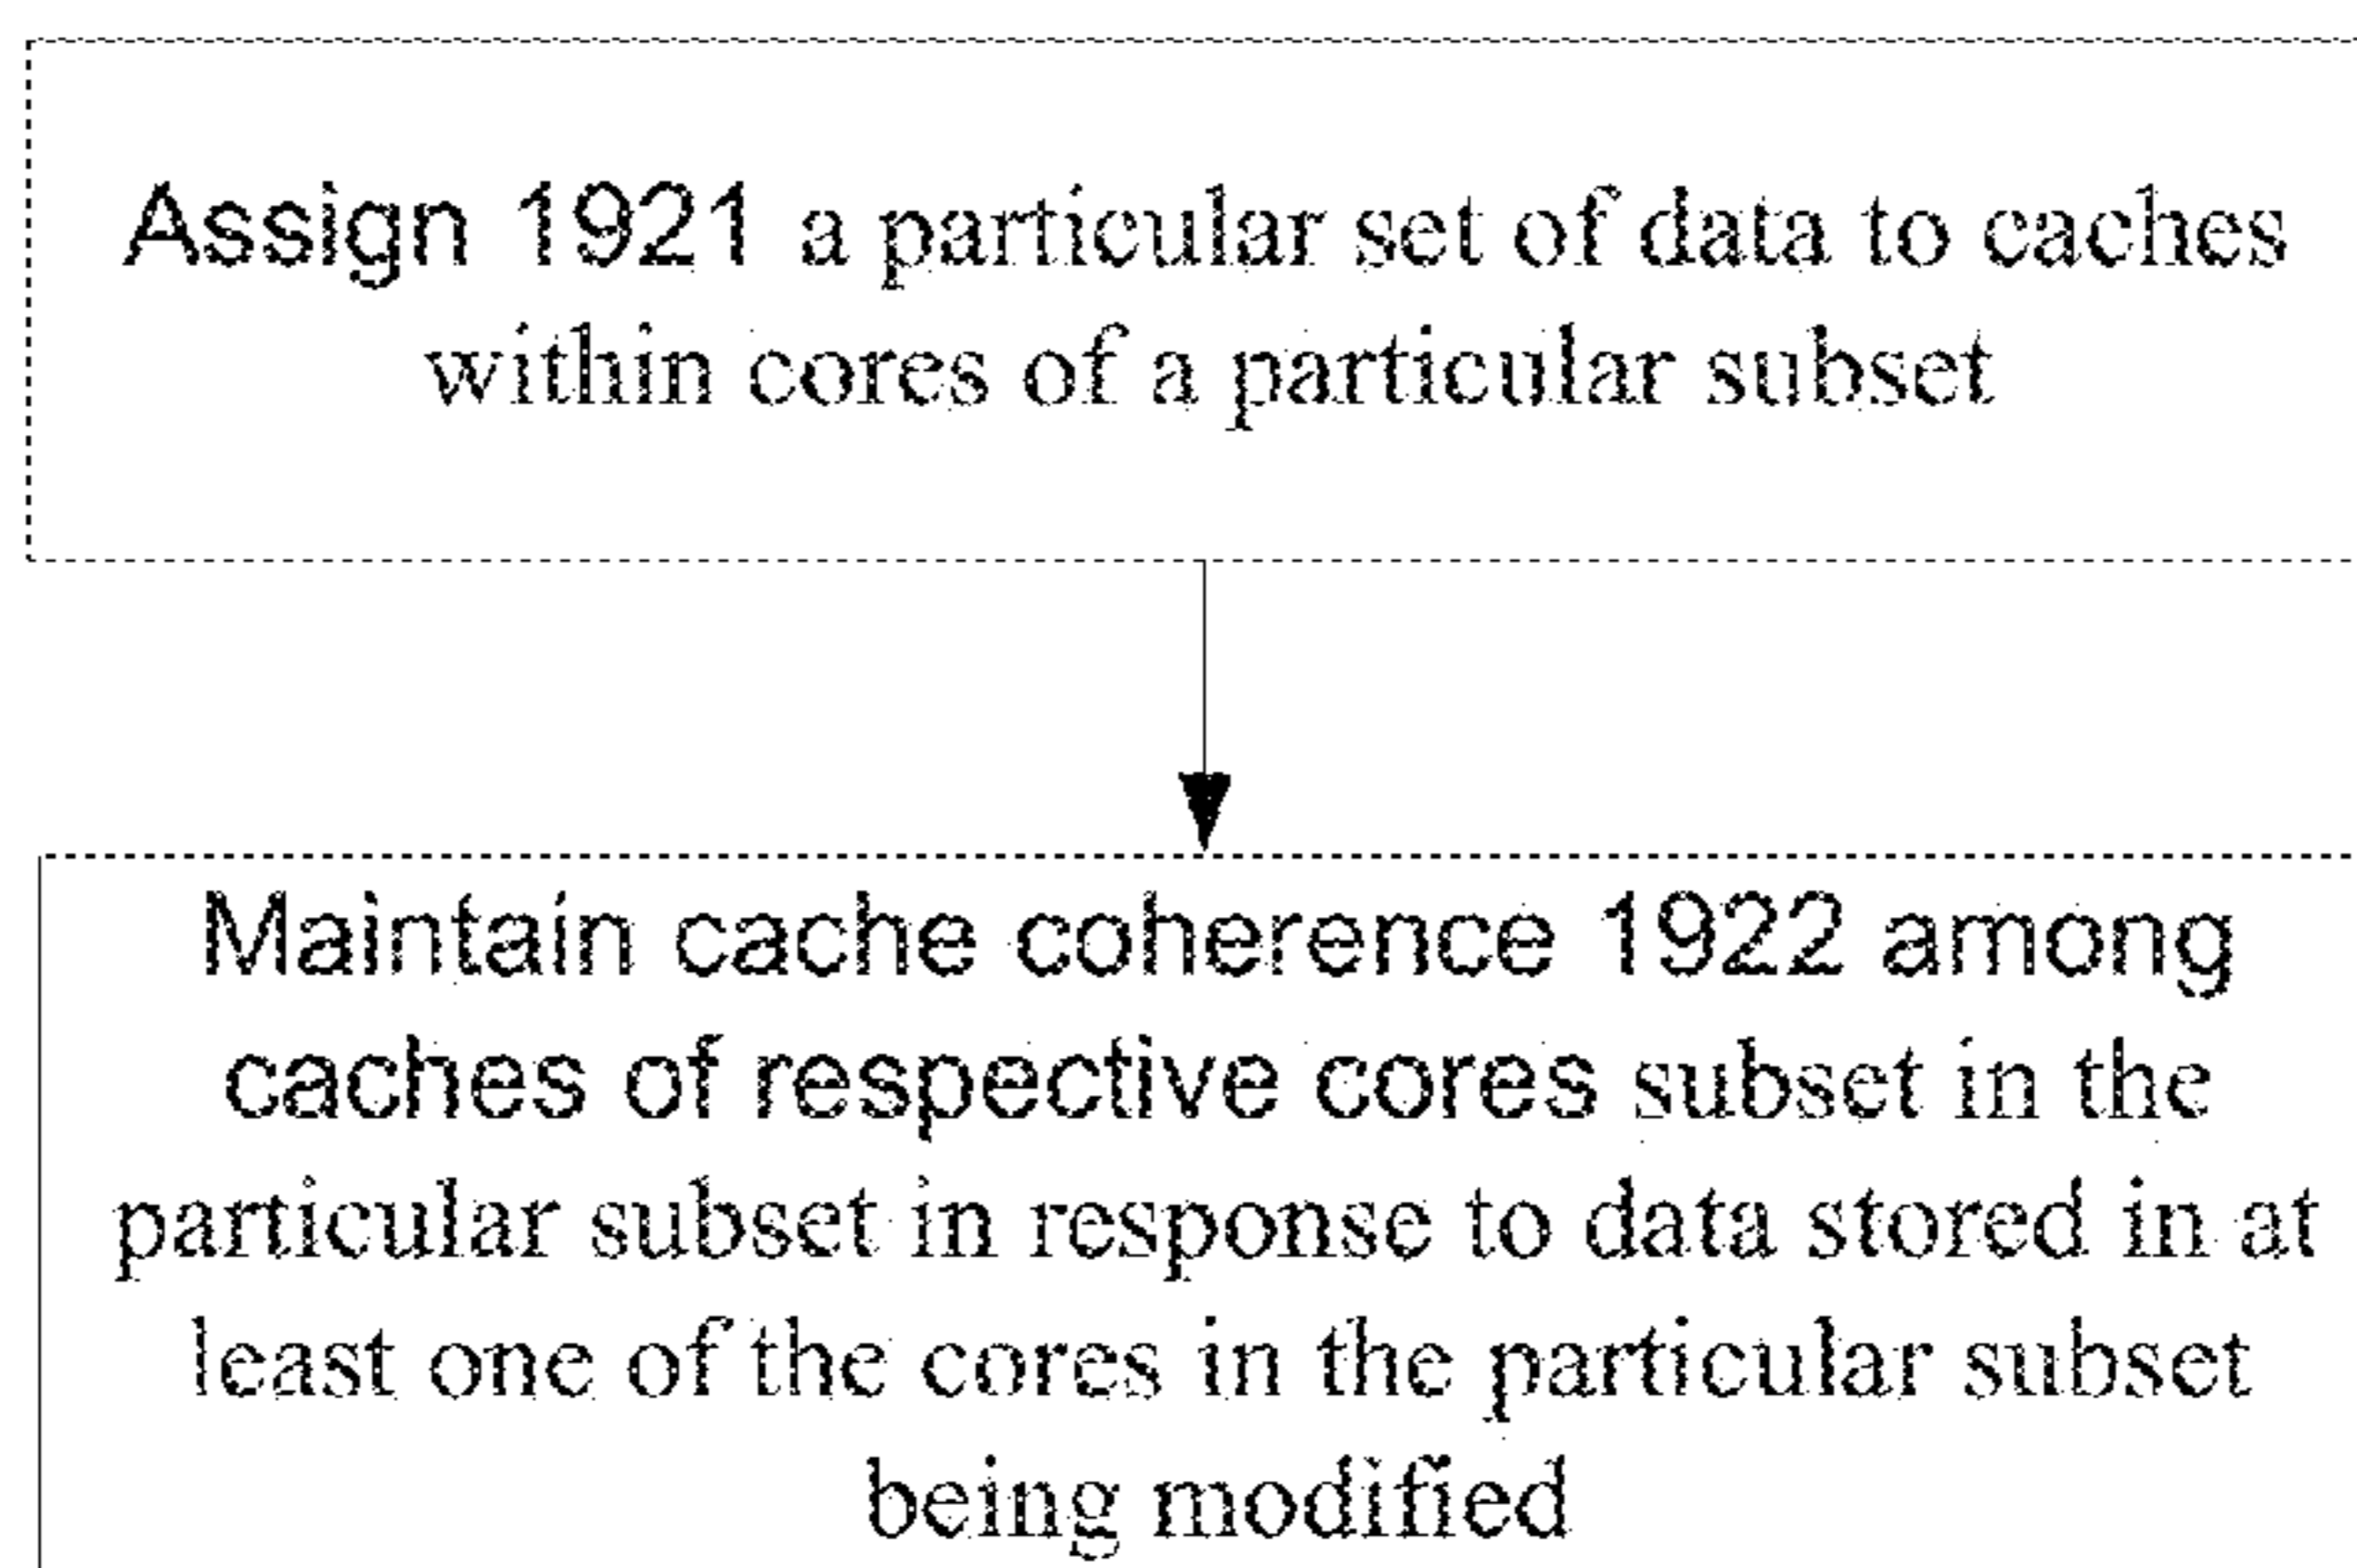 Assign 1921 a particular set of data to caches
within cores of a particular subset
Maintain cache coherence 1922 among
caches of respective cores subset in the
particular subset in response to data stored in at
least one of the cores in the particular subset
being modified